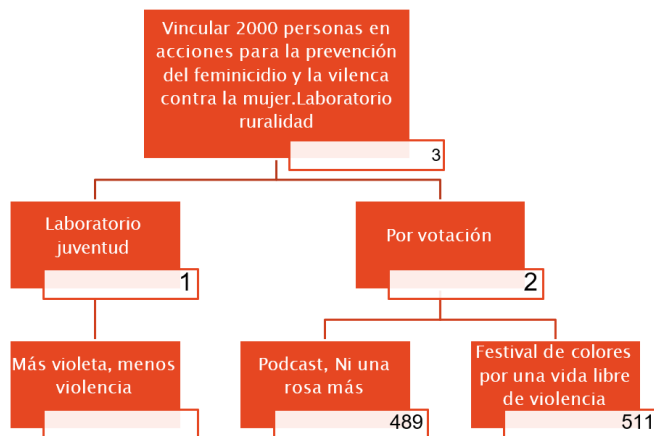 Vincular 2000 personas en
acciones para la prevención
del feminicidio y la vilenca
contra la mujer.Laboratorio
ruralidad
3
Laboratorio
juventud
1
Por votación
2
Más violeta, menos
violencia
Podcast, Ni una
rosa más
489
Festival de colores
por una vida libre
de violencia
511